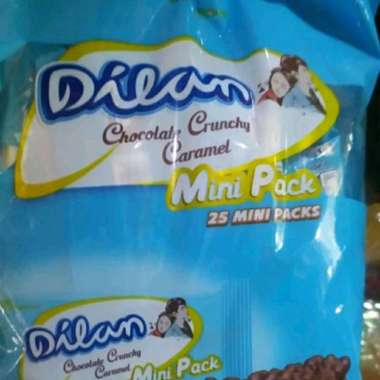 Dilan
Chocolate Crunchy
Caramel
Mini Pack
25 MINI PACKS
Dilan
Chocolate Crunchy
Caramel
Mini Pack